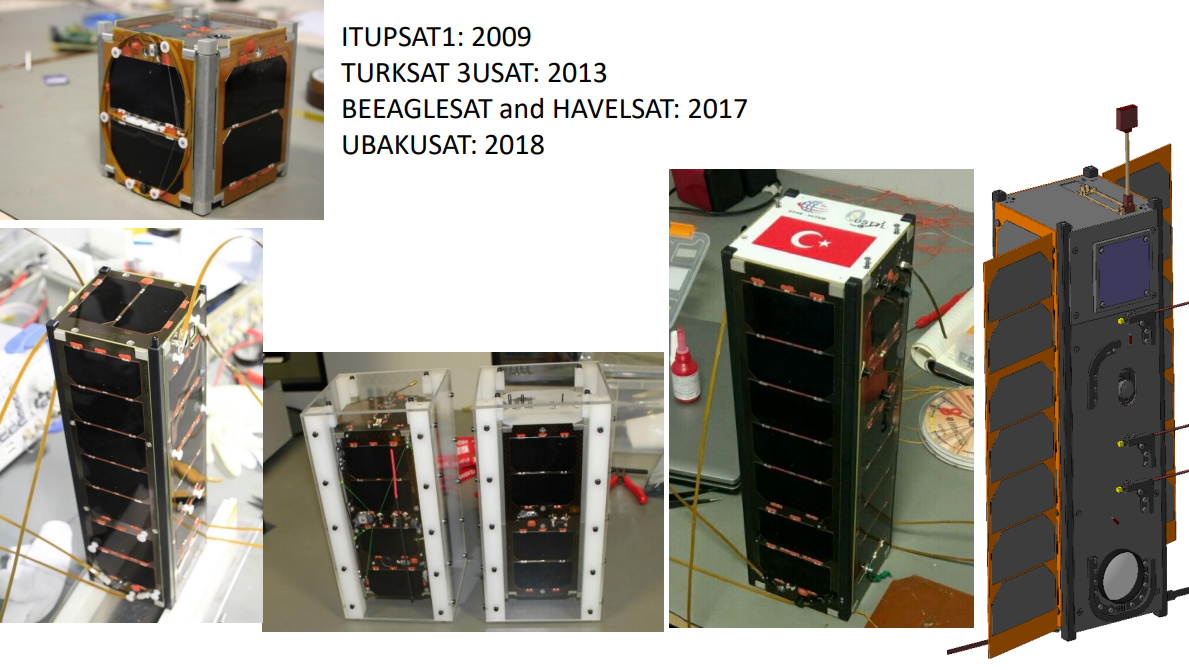 ITUPSAT1: 2009
TURKSAT 3USAT: 2013
BEEAGLESAT and HAVELSAT: 2017
UBAKUSAT: 2018